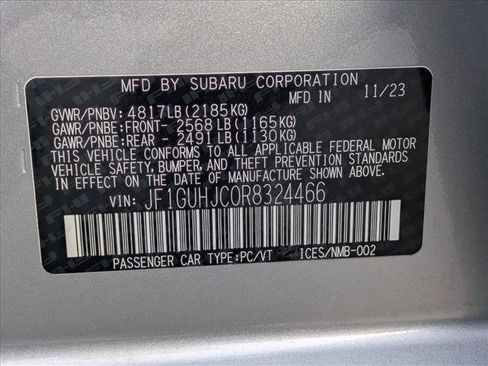 MFD BY SUBARU CORPORATION
MFD IN 11/23
GVWR/PNBV: 4817LB(2185KG)
GAWR/PNBE:FRONT- 2568LB(1165KG)
GAWR/PNBE:REAR - 2491LB(1130KG)
THIS VEHICLE CONFORMS TO ALL APPLICABLE FEDERAL MOTOR
VEHICLE SAFETY, BUMPER, AND THEFT PREVENTION STANDARDS
IN EFFECT ON THE DATE OF MANUFACTURE SHOWN ABOVE.
VIN: JF1GUHJC0R8324466
PASSENGER CAR TYPE:PC/VT ICES/NMB-002